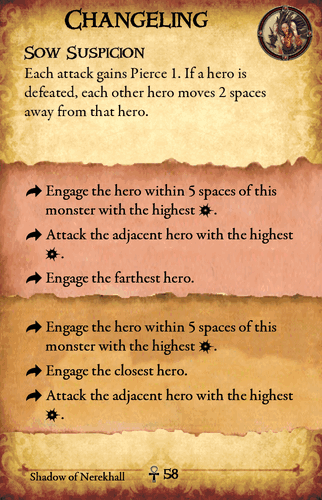 Changeling
Sow Suspicion
Each attack gains Pierce 1. If a hero is
defeated, each other hero moves 2 spaces
away from that hero.
Engage the hero within 5 spaces of this
monster with the highest .
Attack the adjacent hero with the highest
.
Engage the farthest hero.
Engage the hero within 5 spaces of this
monster with the highest .
Engage the closest hero.
Attack the adjacent hero with the highest
.
Shadow of Nerekhall 58